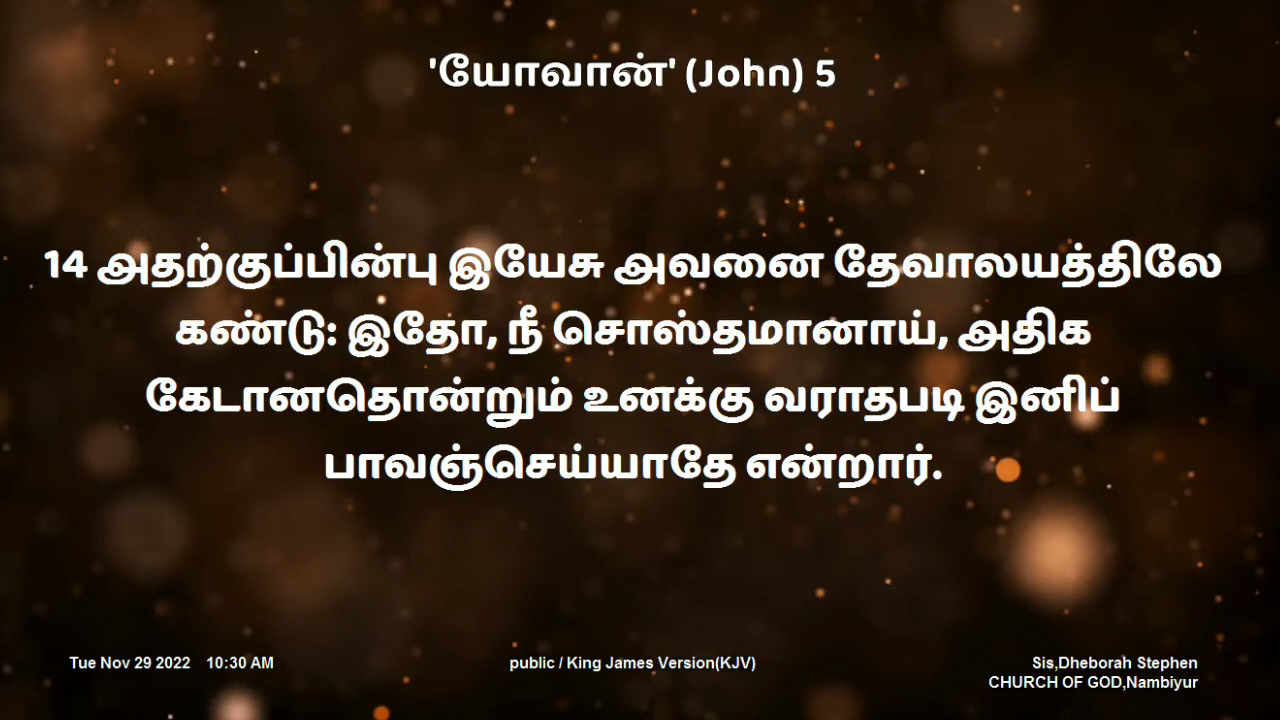 'யோவான்' (John) 5
14 அதற்குப்பின்பு இயேசு அவனை தேவாலயத்திலே
கண்டு: இதோ, நீ சொஸ்தமானாய், அதிக
கேடானதொன்றும் உனக்கு வராதபடி இனிப்
பாவஞ்செய்யாதே என்றார்.
Tue Nov 29 2022 10:30 AM
public / King James Version(KJV)
Sis,Dheborah Stephen
CHURCH OF GOD,Nambiyur